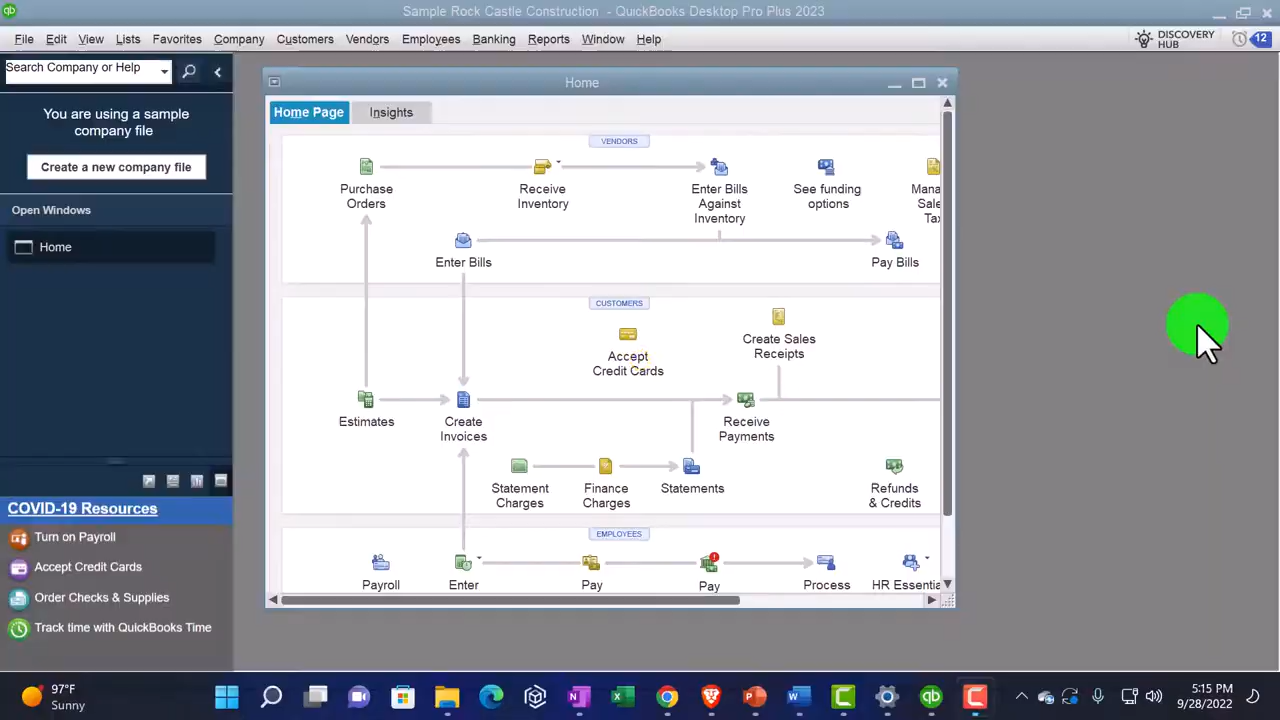 Sample Rock Castle Construction - QuickBooks Desktop Pro Plus 2023
File Edit View Lists Favorites Company Customers Vendors Employees Banking Reports Window Help
DISCOVERY
HUB
12
Search Company or Help
You are using a sample
company file
Create a new company file
Open Windows
Home
COVID-19 Resources
Turn on Payroll
Accept Credit Cards
Order Checks & Supplies
Track time with QuickBooks Time
Home
Home Page
Insights
VENDORS
Purchase
Orders
Receive
Inventory
Enter Bills
Against
Inventory
See funding
options
Mana
Sale
Tax
Enter Bills
Pay Bills
CUSTOMERS
Accept
Credit Cards
Create Sales
Receipts
Estimates
Create
Invoices
Receive
Payments
Statement
Charges
Finance
Charges
Statements
Refunds
& Credits
EMPLOYEES
Payroll
Enter
Pay
Pay
Process
HR Essentia
97°F
Sunny
5:15 PM
9/28/2022